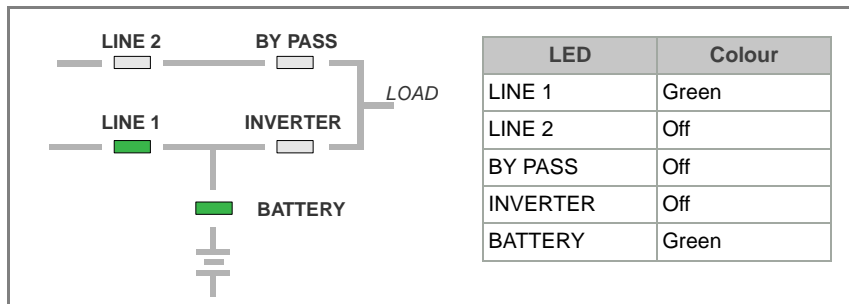 LINE 2 BY PASS
LOAD
LINE 1 INVERTER
BATTERY
LED Colour
LINE 1 Green
LINE 2 Off
BY PASS Off
INVERTER Off
BATTERY Green